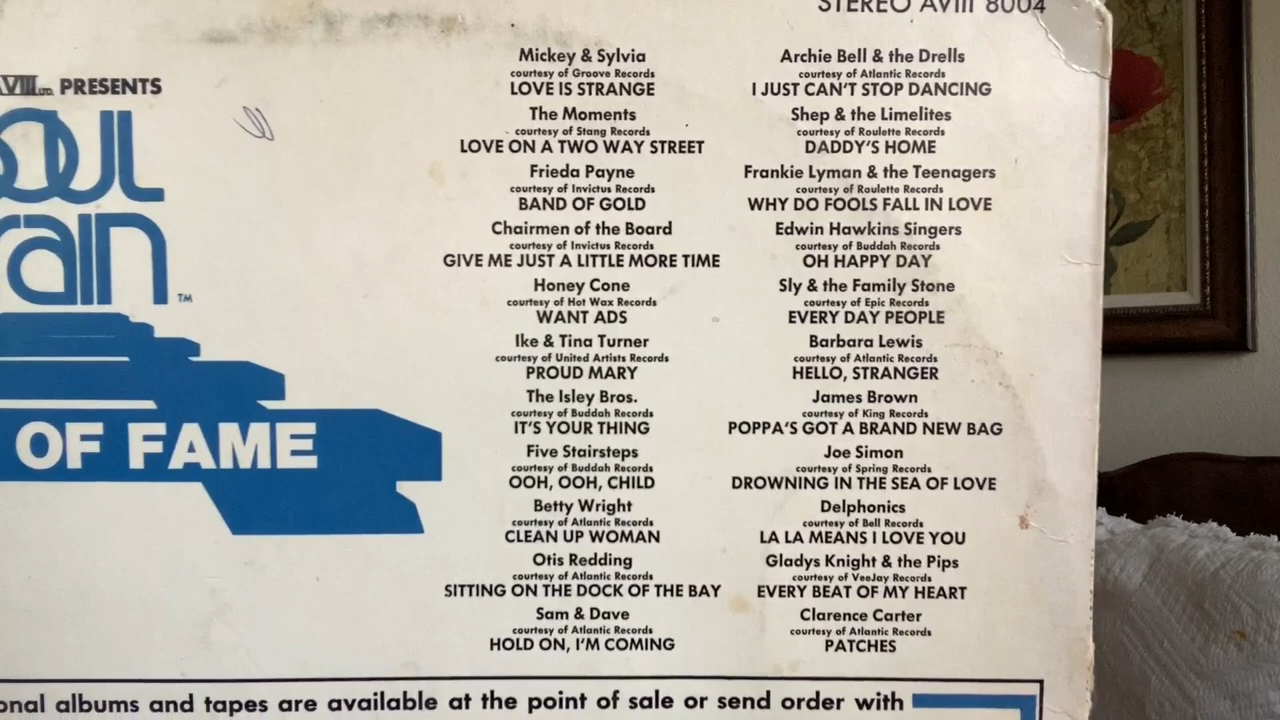 STEREO AVIII 8004
AVIII LTD. PRESENTS
OUL
rain TM
OF FAME
Mickey & Sylvia
courtesy of Groove Records
LOVE IS STRANGE
The Moments
courtesy of Stang Records
LOVE ON A TWO WAY STREET
Frieda Payne
courtesy of Invictus Records
BAND OF GOLD
Chairmen of the Board
courtesy of Invictus Records
GIVE ME JUST A LITTLE MORE TIME
Honey Cone
courtesy of Hot Wax Records
WANT ADS
Ike & Tina Turner
courtesy of United Artists Records
PROUD MARY
The Isley Bros.
courtesy of Buddah Records
IT'S YOUR THING
Five Stairsteps
courtesy of Buddah Records
OOH, OOH, CHILD
Betty Wright
courtesy of Atlantic Records
CLEAN UP WOMAN
Otis Redding
courtesy of Atlantic Records
SITTING ON THE DOCK OF THE BAY
Sam & Dave
courtesy of Atlantic Records
HOLD ON, I'M COMING
Archie Bell & the Drells
courtesy of Atlantic Records
I JUST CAN'T STOP DANCING
Shep & the Limelites
courtesy of Roulette Records
DADDY'S HOME
Frankie Lyman & the Teenagers
courtesy of Roulette Records
WHY DO FOOLS FALL IN LOVE
Edwin Hawkins Singers
courtesy of Buddah Records
OH HAPPY DAY
Sly & the Family Stone
courtesy of Epic Records
EVERY DAY PEOPLE
Barbara Lewis
courtesy of Atlantic Records
HELLO, STRANGER
James Brown
courtesy of King Records
POPPA'S GOT A BRAND NEW BAG
Joe Simon
courtesy of Spring Records
DROWNING IN THE SEA OF LOVE
Delphonics
courtesy of Bell Records
LA LA MEANS I LOVE YOU
Gladys Knight & the Pips
courtesy of VeeJay Records
EVERY BEAT OF MY HEART
Clarence Carter
courtesy of Atlantic Records
PATCHES
onal albums and tapes are available at the point of sale or send order with